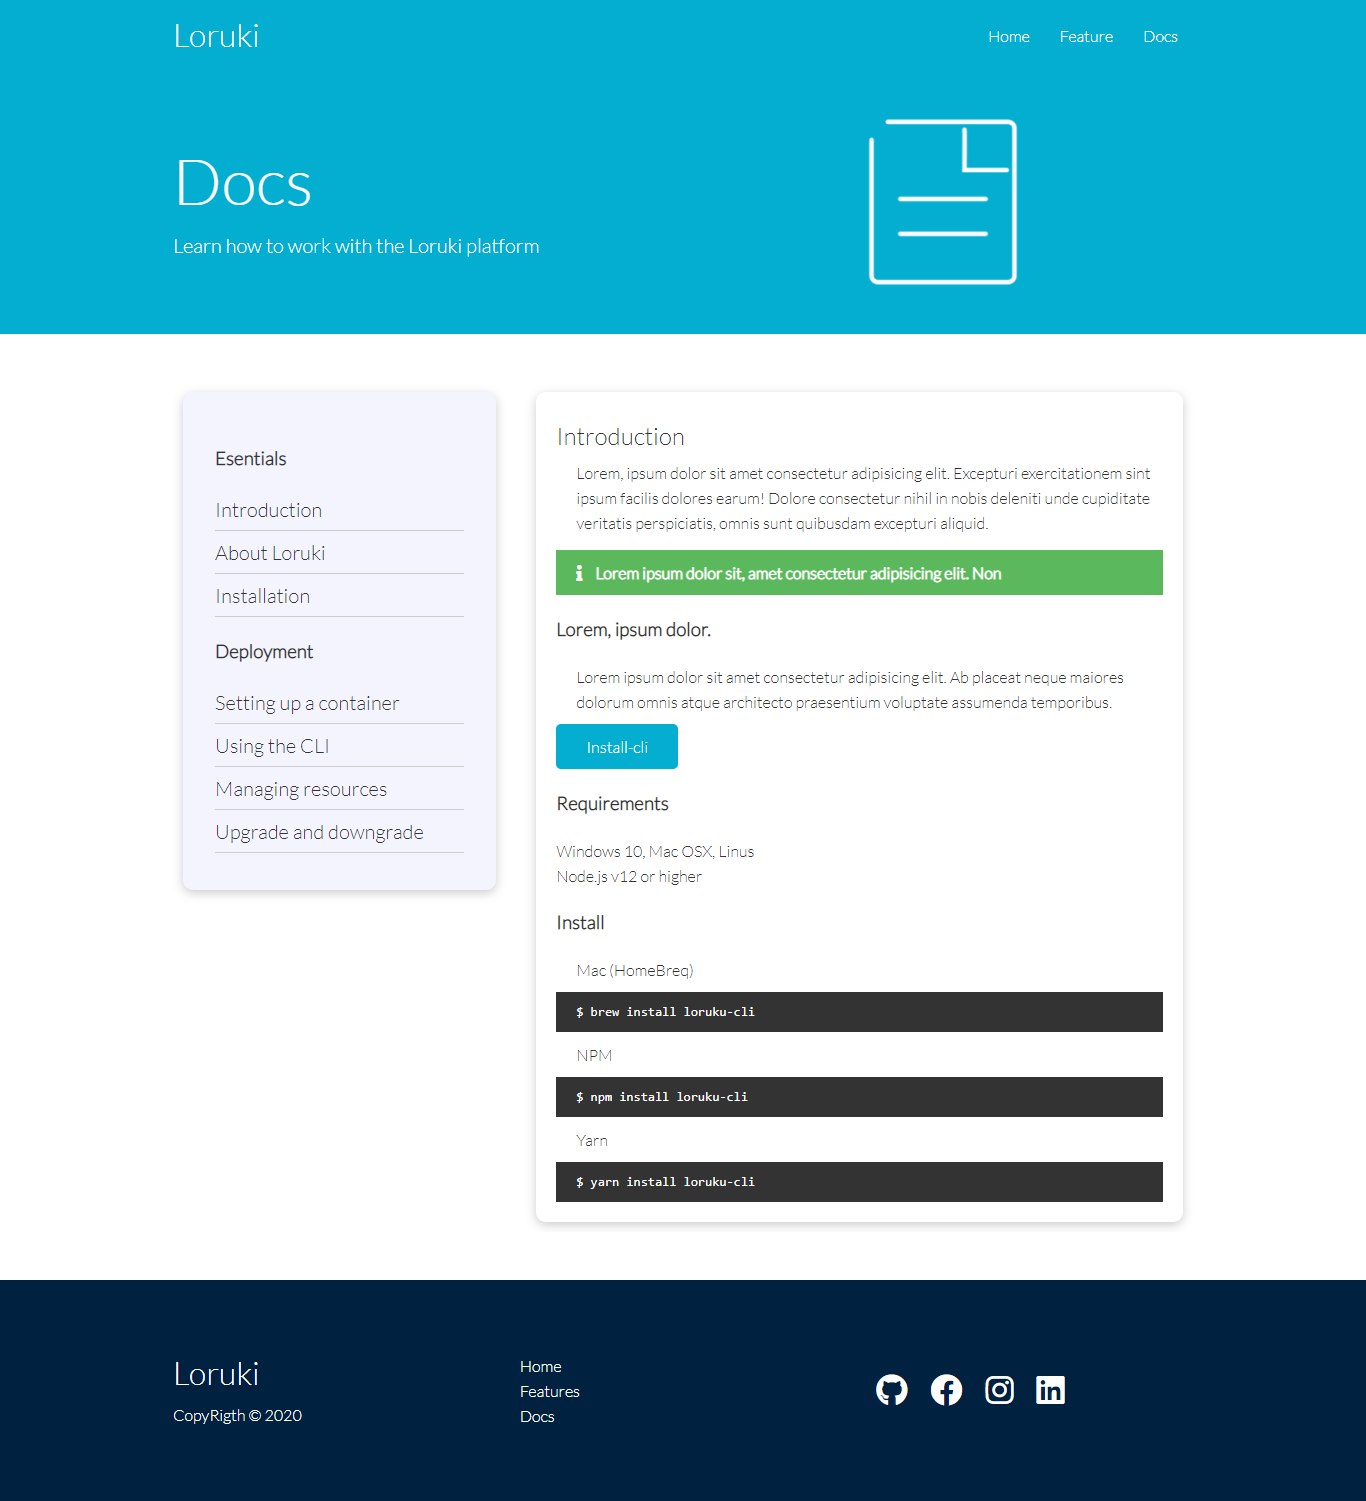 Loruki
Home Feature Docs
Docs
Learn how to work with the Loruki platform
Esentials
Introduction
About Loruki
Installation
Deployment
Setting up a container
Using the CLI
Managing resources
Upgrade and downgrade
Introduction
Lorem, ipsum dolor sit amet consectetur adipisicing elit. Excepturi exercitationem sint
ipsum facilis dolores earum! Dolore consectetur nihil in nobis deleniti unde cupiditate
veritatis perspiciatis, omnis sunt quibusdam excepturi aliquid.
Lorem ipsum dolor sit, amet consectetur adipisicing elit. Non
Lorem, ipsum dolor.
Lorem ipsum dolor sit amet consectetur adipisicing elit. Ab placeat neque maiores
dolorum omnis atque architecto praesentium voluptate assumenda temporibus.
Install-cli
Requirements
Windows 10, Mac OSX, Linus
Node.js v12 or higher
Install
Mac (HomeBreq)
$ brew install loruku-cli
NPM
$ npm install loruku-cli
Yarn
$ yarn install loruku-cli
Loruki
CopyRigth © 2020
Home
Features
Docs